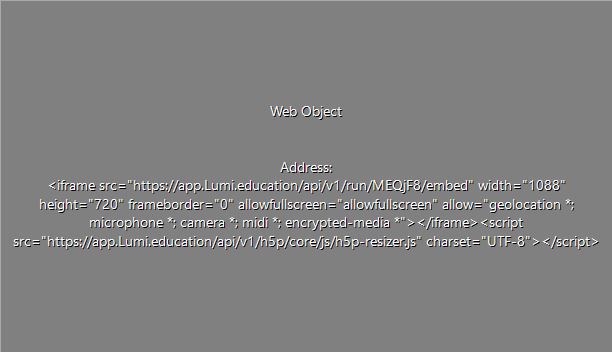 Web Object
Address:
<iframe src="https://app.Lumi.education/api/v1/run/MEQjF8/embed" width="1088"
height="720" frameborder="0" allowfullscreen="allowfullscreen" allow="geolocation *;
microphone *; camera *; midi *; encrypted-media *"></iframe><script
src="https://app.Lumi.education/api/v1/h5p/core/js/h5p-resizer.js" charset="UTF-8"></script>